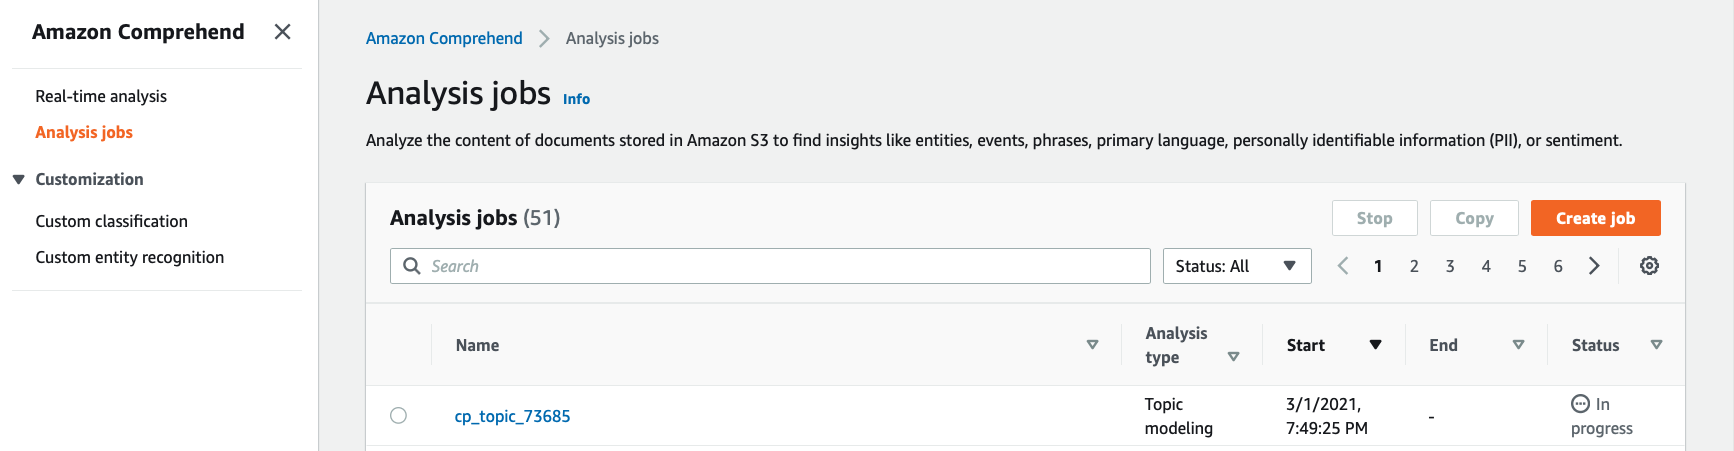 Amazon Comprehend
Real-time analysis
Analysis jobs
Customization
Custom classification
Custom entity recognition
Amazon Comprehend > Analysis jobs
Analysis jobs Info
Analyze the content of documents stored in Amazon S3 to find insights like entities, events, phrases, primary language, personally identifiable information (PII), or sentiment.
Analysis jobs (51)
Stop Copy Create job
Search
Status: All
1 2 3 4 5 6
Name
Analysis
type
Start
End
Status
cp_topic_73685
Topic
modeling
3/1/2021,
7:49:25 PM
-
In
progress